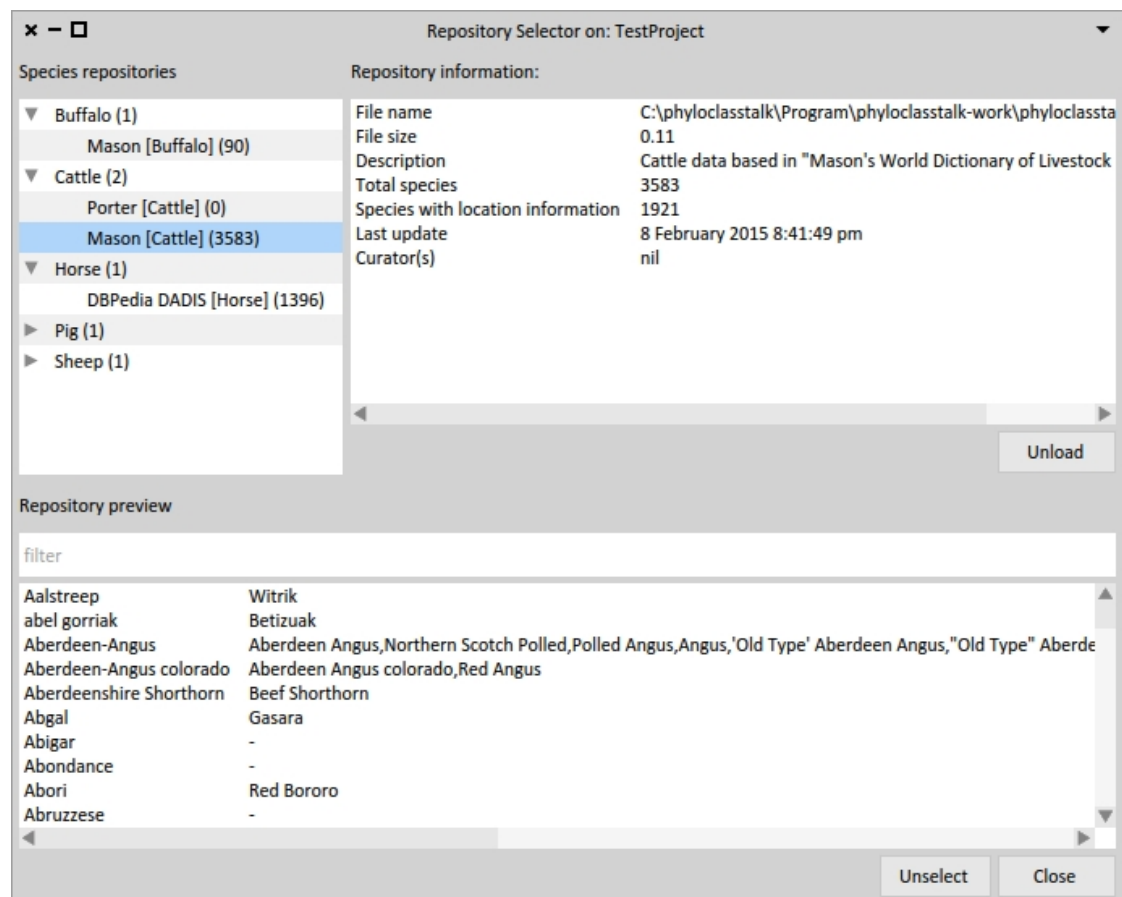 Repository Selector on: TestProject
Species repositories
Buffalo (1)
Mason [Buffalo] (90)
Cattle (2)
Porter [Cattle] (0)
Mason [Cattle] (3583)
Horse (1)
DBPedia DADIS [Horse] (1396)
Pig (1)
Sheep (1)
Repository information:
File name C:\phyloclasstalk\Program\phyloclasstalk-work\phyloclassta
File size 0.11
Description Cattle data based in "Mason's World Dictionary of Livestock
Total species 3583
Species with location information 1921
Last update 8 February 2015 8:41:49 pm
Curator(s) nil
Unload
Repository preview
filter
Aalstreep Witrik
abel gorriak Betizuak
Aberdeen-Angus Aberdeen Angus,Northern Scotch Polled,Polled Angus,Angus,'Old Type' Aberdeen Angus,"Old Type" Aberde
Aberdeen-Angus colorado Aberdeen Angus colorado,Red Angus
Aberdeenshire Shorthorn Beef Shorthorn
Abgal Gasara
Abigar -
Abondance -
Abori Red Bororo
Abruzzese -
Unselect Close